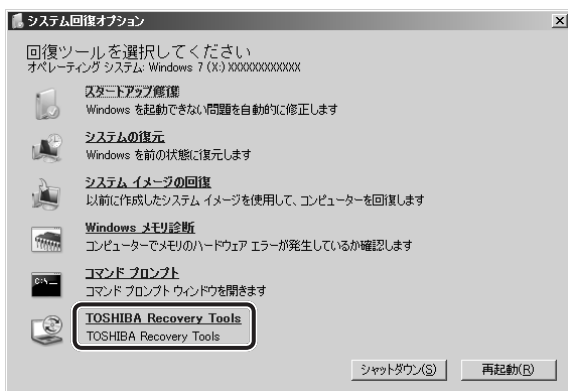 システム回復オプション
回復ツールを選択してください
オペレーティング システム: Windows 7 (X:) XXXXXXXXXXXX
スタートアップ修復
Windows を起動できない問題を自動的に修正します
システムの復元
Windows を前の状態に復元します
システム イメージの回復
以前に作成したシステム イメージを使用して、コンピューターを回復します
Windows メモリ診断
コンピューターでメモリのハードウェア エラーが発生しているか確認します
コマンド プロンプト
コマンド プロンプト ウィンドウを開きます
TOSHIBA Recovery Tools
TOSHIBA Recovery Tools
シャットダウン(S) 再起動(R)